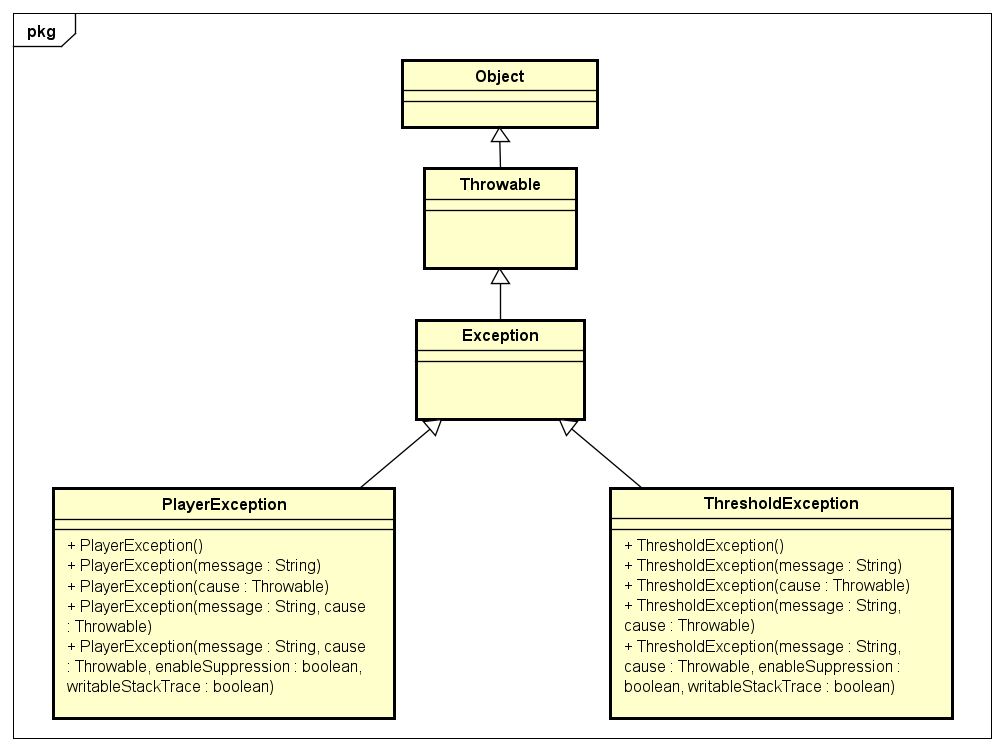 pkg
Object
Throwable
Exception
PlayerException
+ PlayerException()
+ PlayerException(message : String)
+ PlayerException(cause : Throwable)
+ PlayerException(message : String, cause
: Throwable)
+ PlayerException(message : String, cause
: Throwable, enableSuppression : boolean,
writableStackTrace : boolean)
ThresholdException
+ ThresholdException()
+ ThresholdException(message : String)
+ ThresholdException(cause : Throwable)
+ ThresholdException(message : String,
cause : Throwable)
+ ThresholdException(message : String,
cause : Throwable, enableSuppression :
boolean, writableStackTrace : boolean)